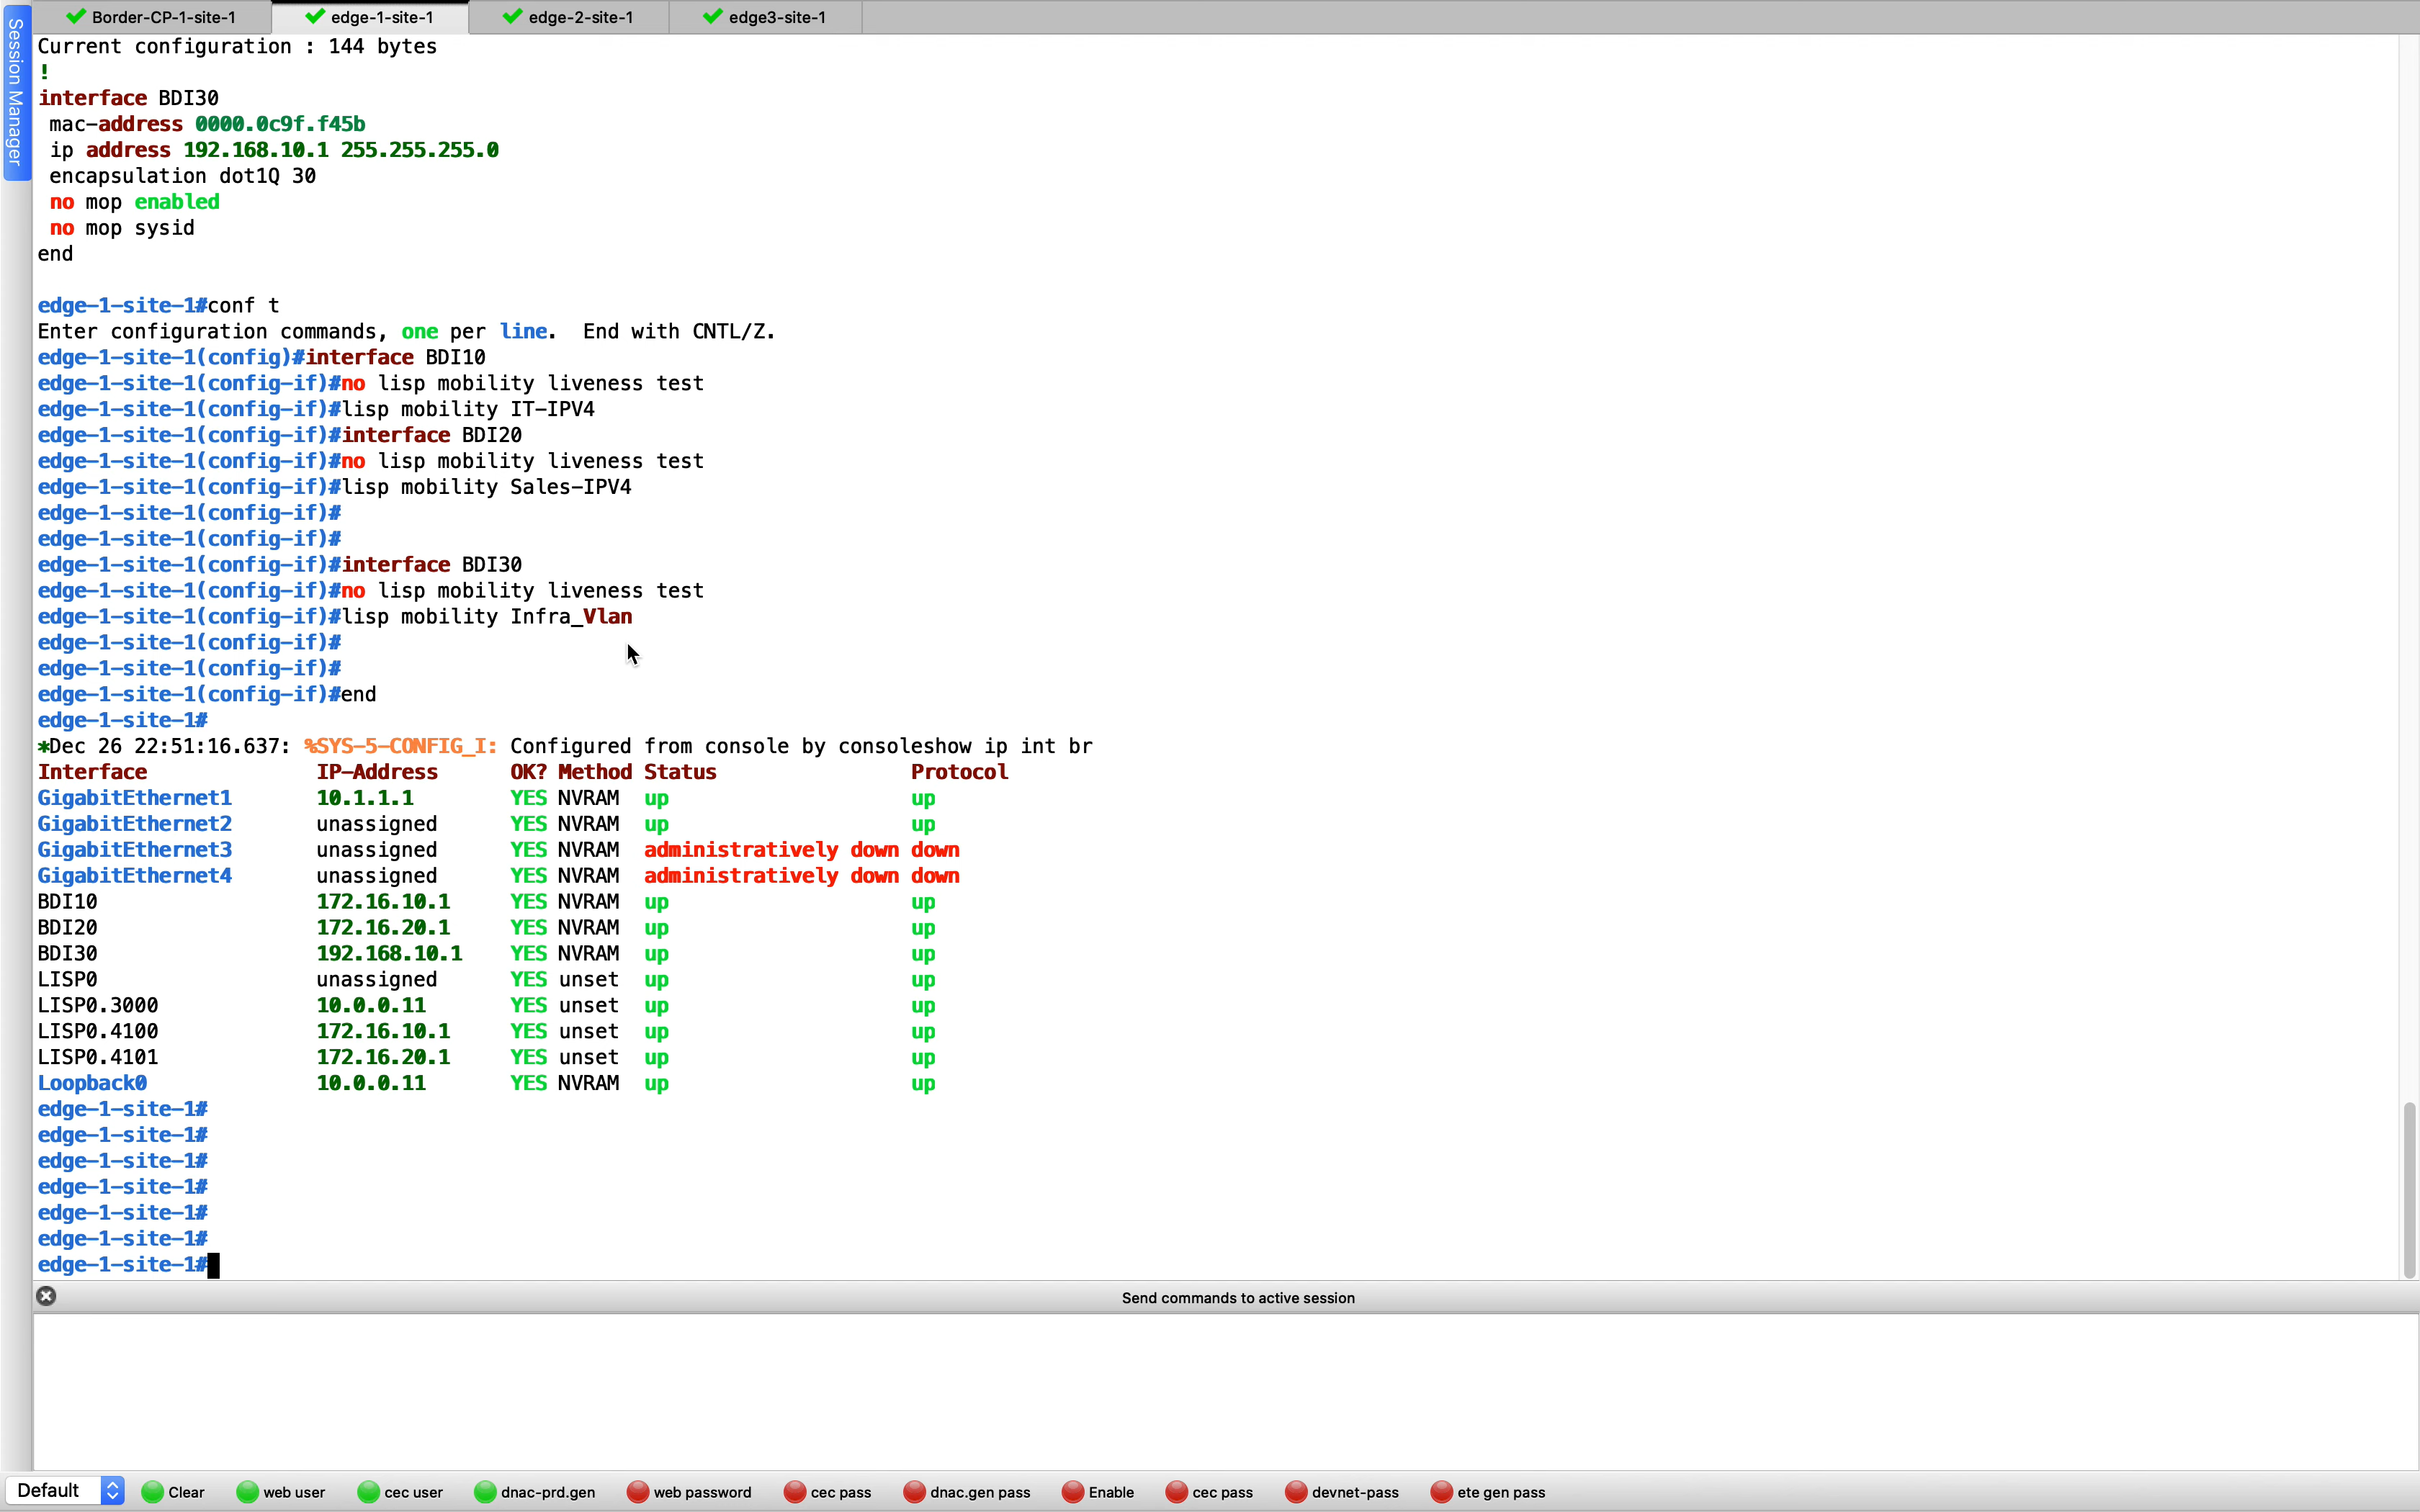 Session Manager
Border-CP-1-site-1 edge-1-site-1 edge-2-site-1 edge3-site-1
Current configuration : 144 bytes
!
interface BDI30
 mac-address 0000.0c9f.f45b
 ip address 192.168.10.1 255.255.255.0
 encapsulation dot1Q 30
 no mop enabled
 no mop sysid
end
edge-1-site-1#conf t
Enter configuration commands, one per line.  End with CNTL/Z.
edge-1-site-1(config)#interface BDI10
edge-1-site-1(config-if)#no lisp mobility liveness test
edge-1-site-1(config-if)#lisp mobility IT-IPV4
edge-1-site-1(config-if)#interface BDI20
edge-1-site-1(config-if)#no lisp mobility liveness test
edge-1-site-1(config-if)#lisp mobility Sales-IPV4
edge-1-site-1(config-if)#
edge-1-site-1(config-if)#
edge-1-site-1(config-if)#interface BDI30
edge-1-site-1(config-if)#no lisp mobility liveness test
edge-1-site-1(config-if)#lisp mobility Infra_Vlan
edge-1-site-1(config-if)#
edge-1-site-1(config-if)#
edge-1-site-1(config-if)#end
edge-1-site-1#
*Dec 26 22:51:16.637: %SYS-5-CONFIG_I: Configured from console by consoleshow ip int br
Interface              IP-Address      OK? Method Status                Protocol
GigabitEthernet1       10.1.1.1        YES NVRAM  up                    up
GigabitEthernet2       unassigned      YES NVRAM  up                    up
GigabitEthernet3       unassigned      YES NVRAM  administratively down down
GigabitEthernet4       unassigned      YES NVRAM  administratively down down
BDI10                  172.16.10.1     YES NVRAM  up                    up
BDI20                  172.16.20.1     YES NVRAM  up                    up
BDI30                  192.168.10.1    YES NVRAM  up                    up
LISP0                  unassigned      YES unset  up                    up
LISP0.3000             10.0.0.11       YES unset  up                    up
LISP0.4100             172.16.10.1     YES unset  up                    up
LISP0.4101             172.16.20.1     YES unset  up                    up
Loopback0              10.0.0.11       YES NVRAM  up                    up
edge-1-site-1#
edge-1-site-1#
edge-1-site-1#
edge-1-site-1#
edge-1-site-1#
edge-1-site-1#
edge-1-site-1#
Send commands to active session
Default Clear web user cec user dnac-prd.gen web password cec pass dnac.gen pass Enable cec pass devnet-pass ete gen pass